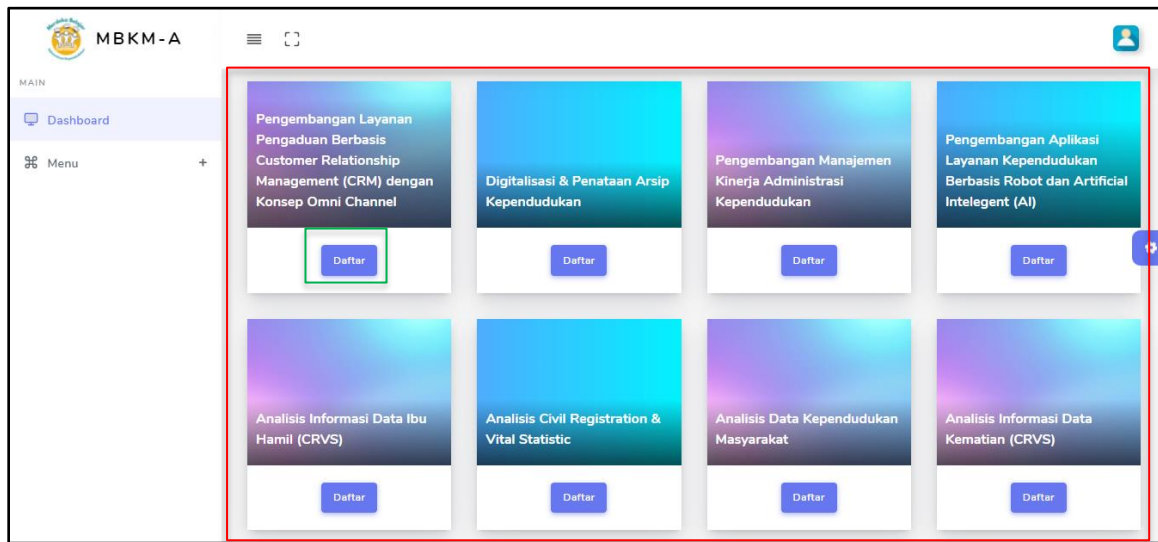 MBKM-A
MAIN
Dashboard
Menu +
Pengembangan Layanan
Pengaduan Berbasis
Customer Relationship
Management (CRM) dengan
Konsep Omni Channel
Daftar
Digitalisasi & Penataan Arsip
Kependudukan
Daftar
Pengembangan Manajemen
Kinerja Administrasi
Kependudukan
Daftar
Pengembangan Aplikasi
Layanan Kependudukan
Berbasis Robot dan Artificial
Intelegent (AI)
Daftar
Analisis Informasi Data Ibu
Hamil (CRVS)
Daftar
Analisis Civil Registration &
Vital Statistic
Daftar
Analisis Data Kependudukan
Masyarakat
Daftar
Analisis Informasi Data
Kematian (CRVS)
Daftar